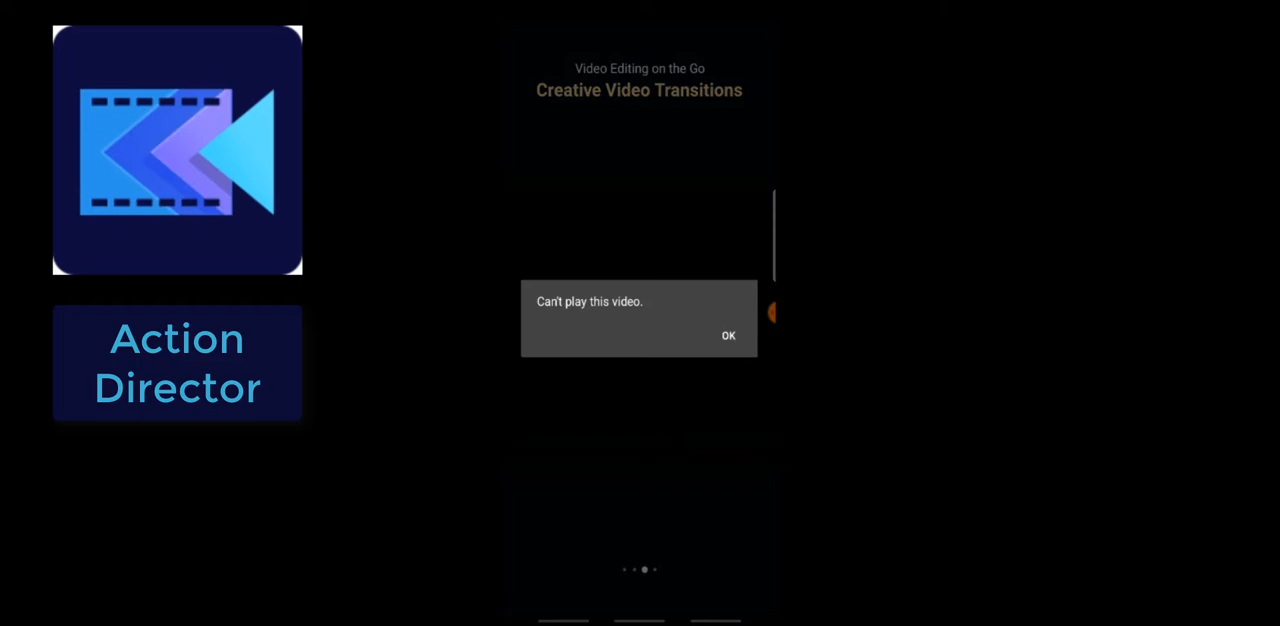 Action
Director
Video Editing on the Go
Creative Video Transitions
Can't play this video.
OK